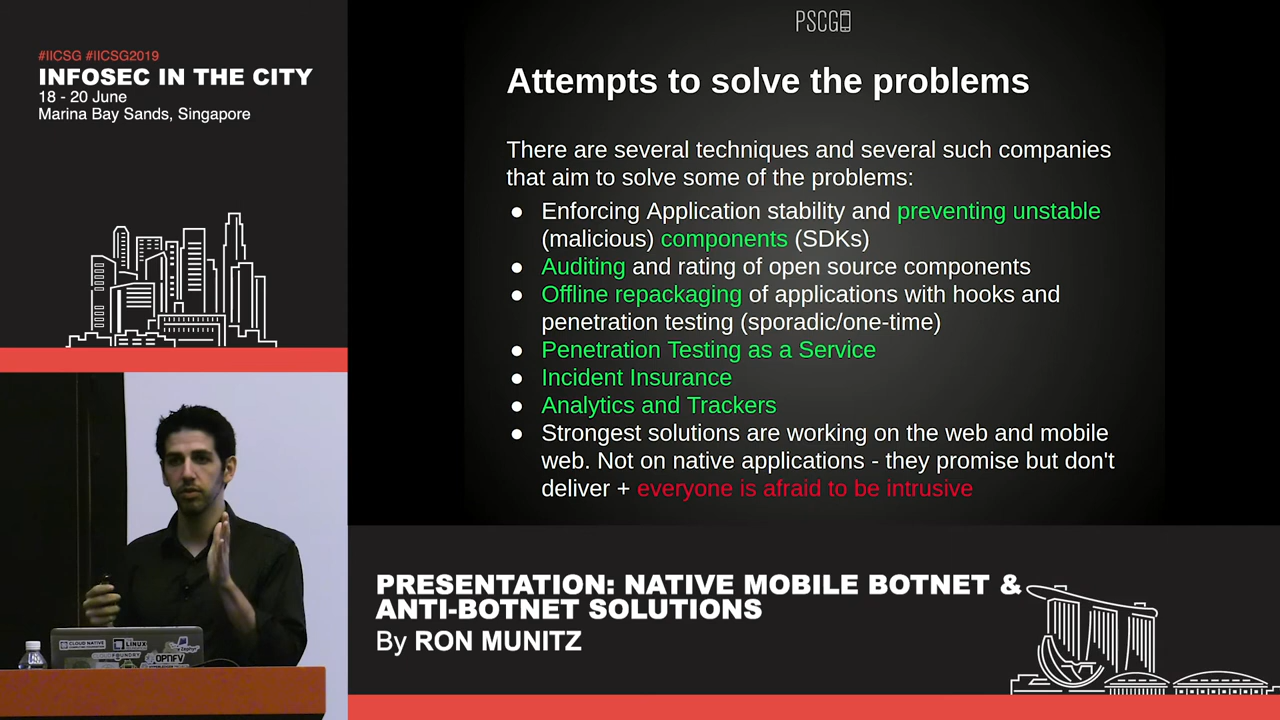 #IICSG #IICSG2019
INFOSEC IN THE CITY
18 - 20 June
Marina Bay Sands, Singapore
PSCG
Attempts to solve the problems
There are several techniques and several such companies
that aim to solve some of the problems:
● Enforcing Application stability and preventing unstable
(malicious) components (SDKs)
● Auditing and rating of open source components
● Offline repackaging of applications with hooks and
penetration testing (sporadic/one-time)
● Penetration Testing as a Service
● Incident Insurance
● Analytics and Trackers
● Strongest solutions are working on the web and mobile
web. Not on native applications - they promise but don't
deliver + everyone is afraid to be intrusive
CLOUD NATIVE
LINUX
OPNFV
PRESENTATION: NATIVE MOBILE BOTNET &
ANTI-BOTNET SOLUTIONS
By RON MUNITZ